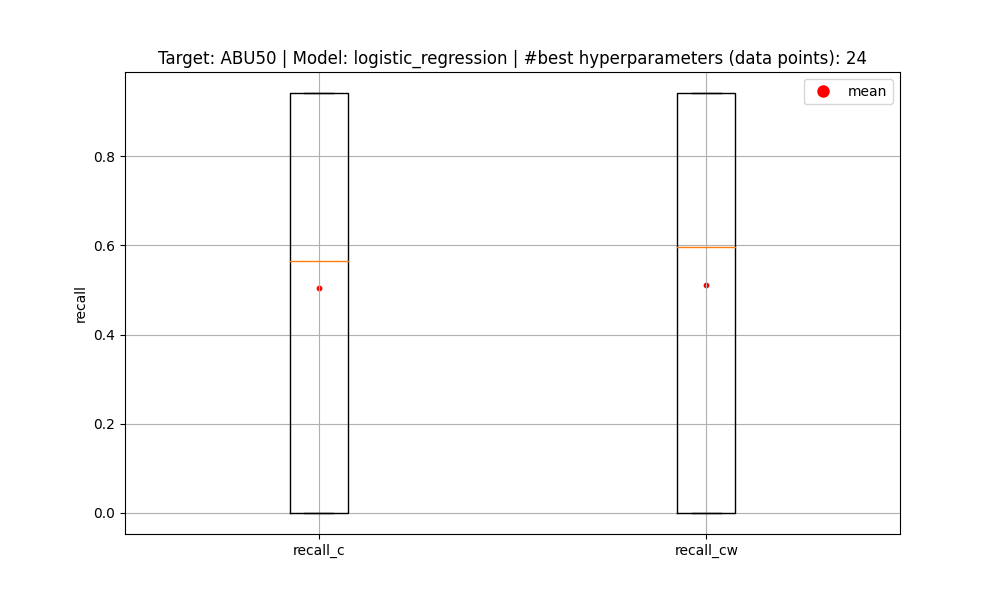 Target: ABU50 | Model: logistic_regression | #best hyperparameters (data points): 24
mean
0.8
0.6
0.4
0.2
0.0
recall
recall_c
recall_cw